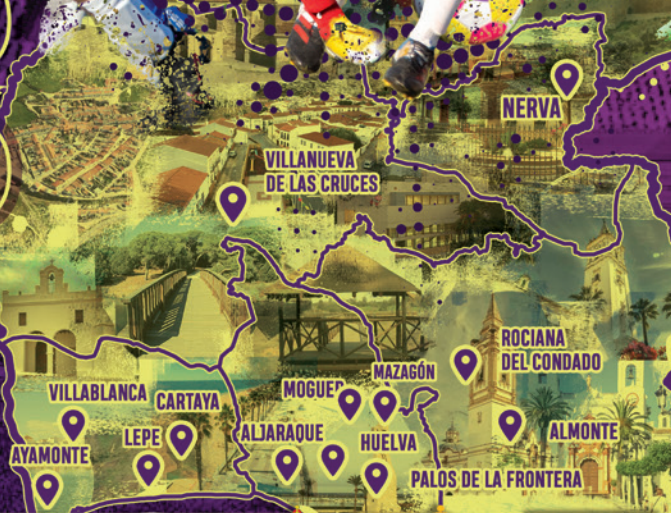 NERVA
VILLANUEVA
DE LAS CRUCES
ROCIANA
DEL CONDADO
MAZAGÓN
MOGUER
VILLABLANCA
CARTAYA
ALJARAQUE
HUELVA
ALMONTE
LEPE
AYAMONTE
PALOS DE LA FRONTERA